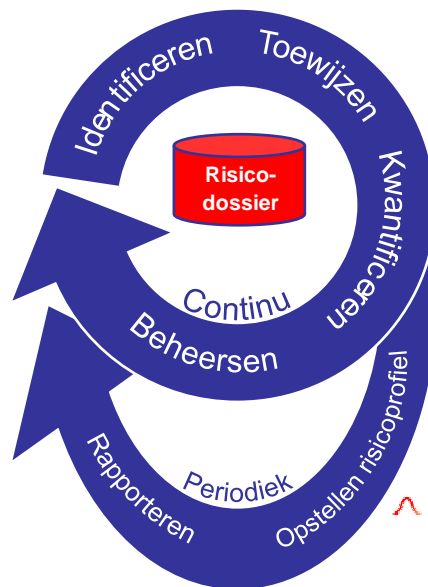 Identificeren
Toewijzen
Kwantificeren
Risico-
dossier
Continu
Beheersen
Opstellen risicoprofiel
Periodiek
Rapporteren